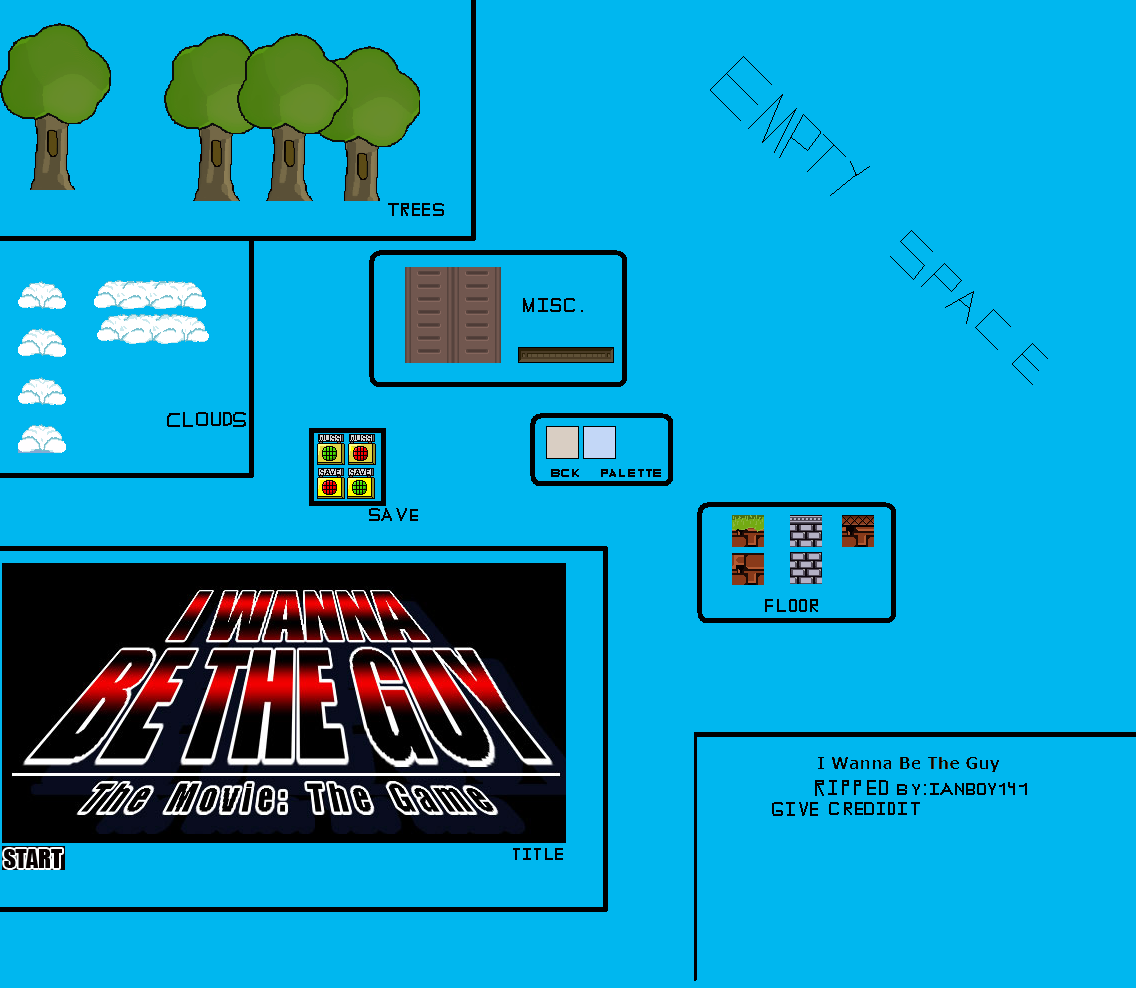 EMPTY
SPACE
TREES
MISC.
CLOUDS
WUSS! WUSS!
SAVE! SAVE!
SAVE
BCK PALETTE
FLOOR
I WANNA
BE THE GUY
The Movie: The Game
START
TITLE
I Wanna Be The Guy
RIPPED BY:IANBOY141
GIVE CREDIDIT